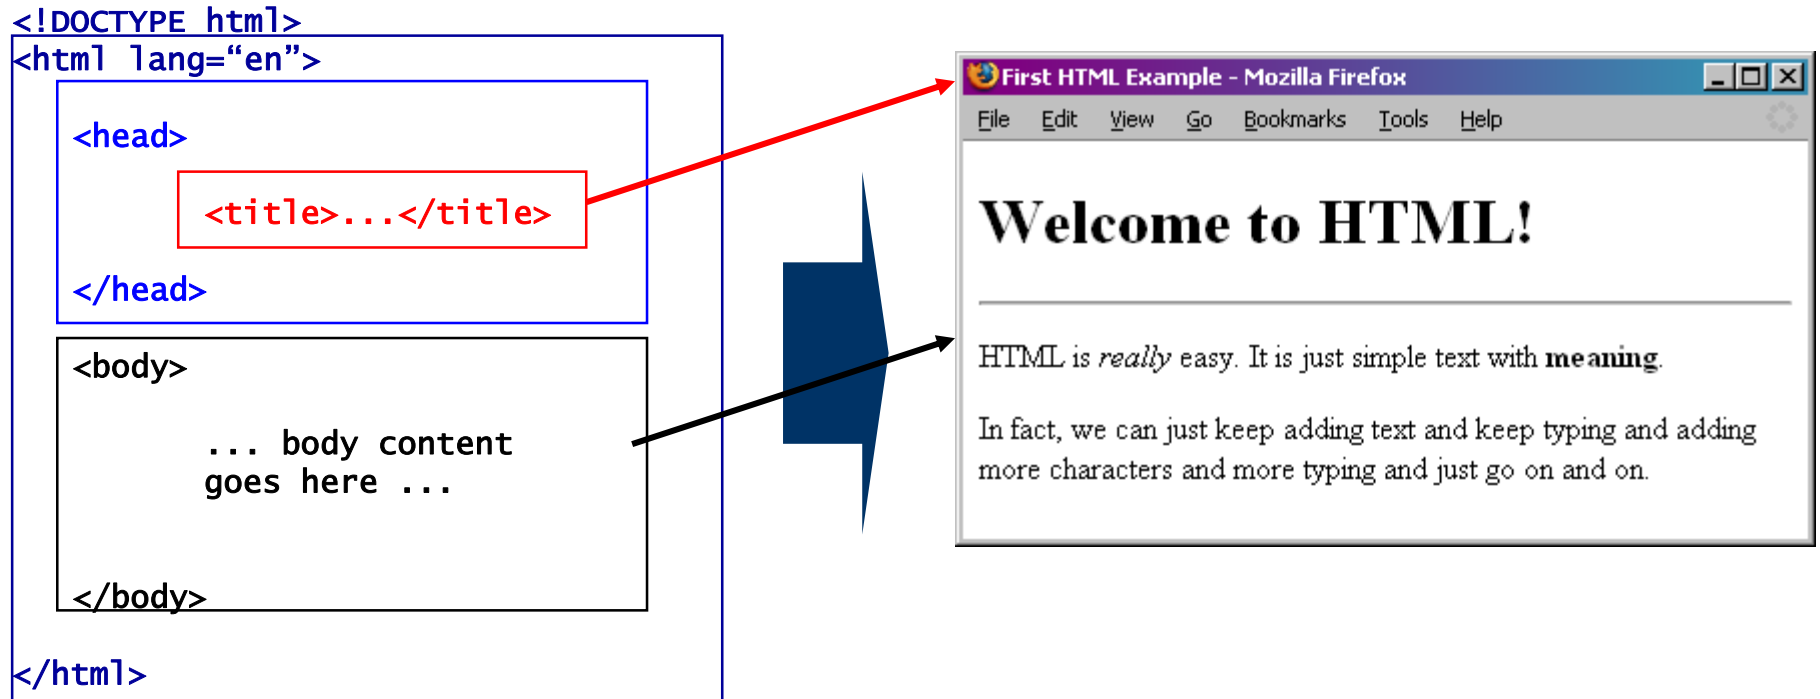 <!DOCTYPE html>
<html lang=“en”>
<head>
<title>...</title>
</head>
<body>
... body content
goes here ...
</body>
</html>
First HTML Example - Mozilla Firefox
File Edit View Go Bookmarks Tools Help
Welcome to HTML!
HTML is really easy. It is just simple text with meaning.
In fact, we can just keep adding text and keep typing and adding
more characters and more typing and just go on and on.